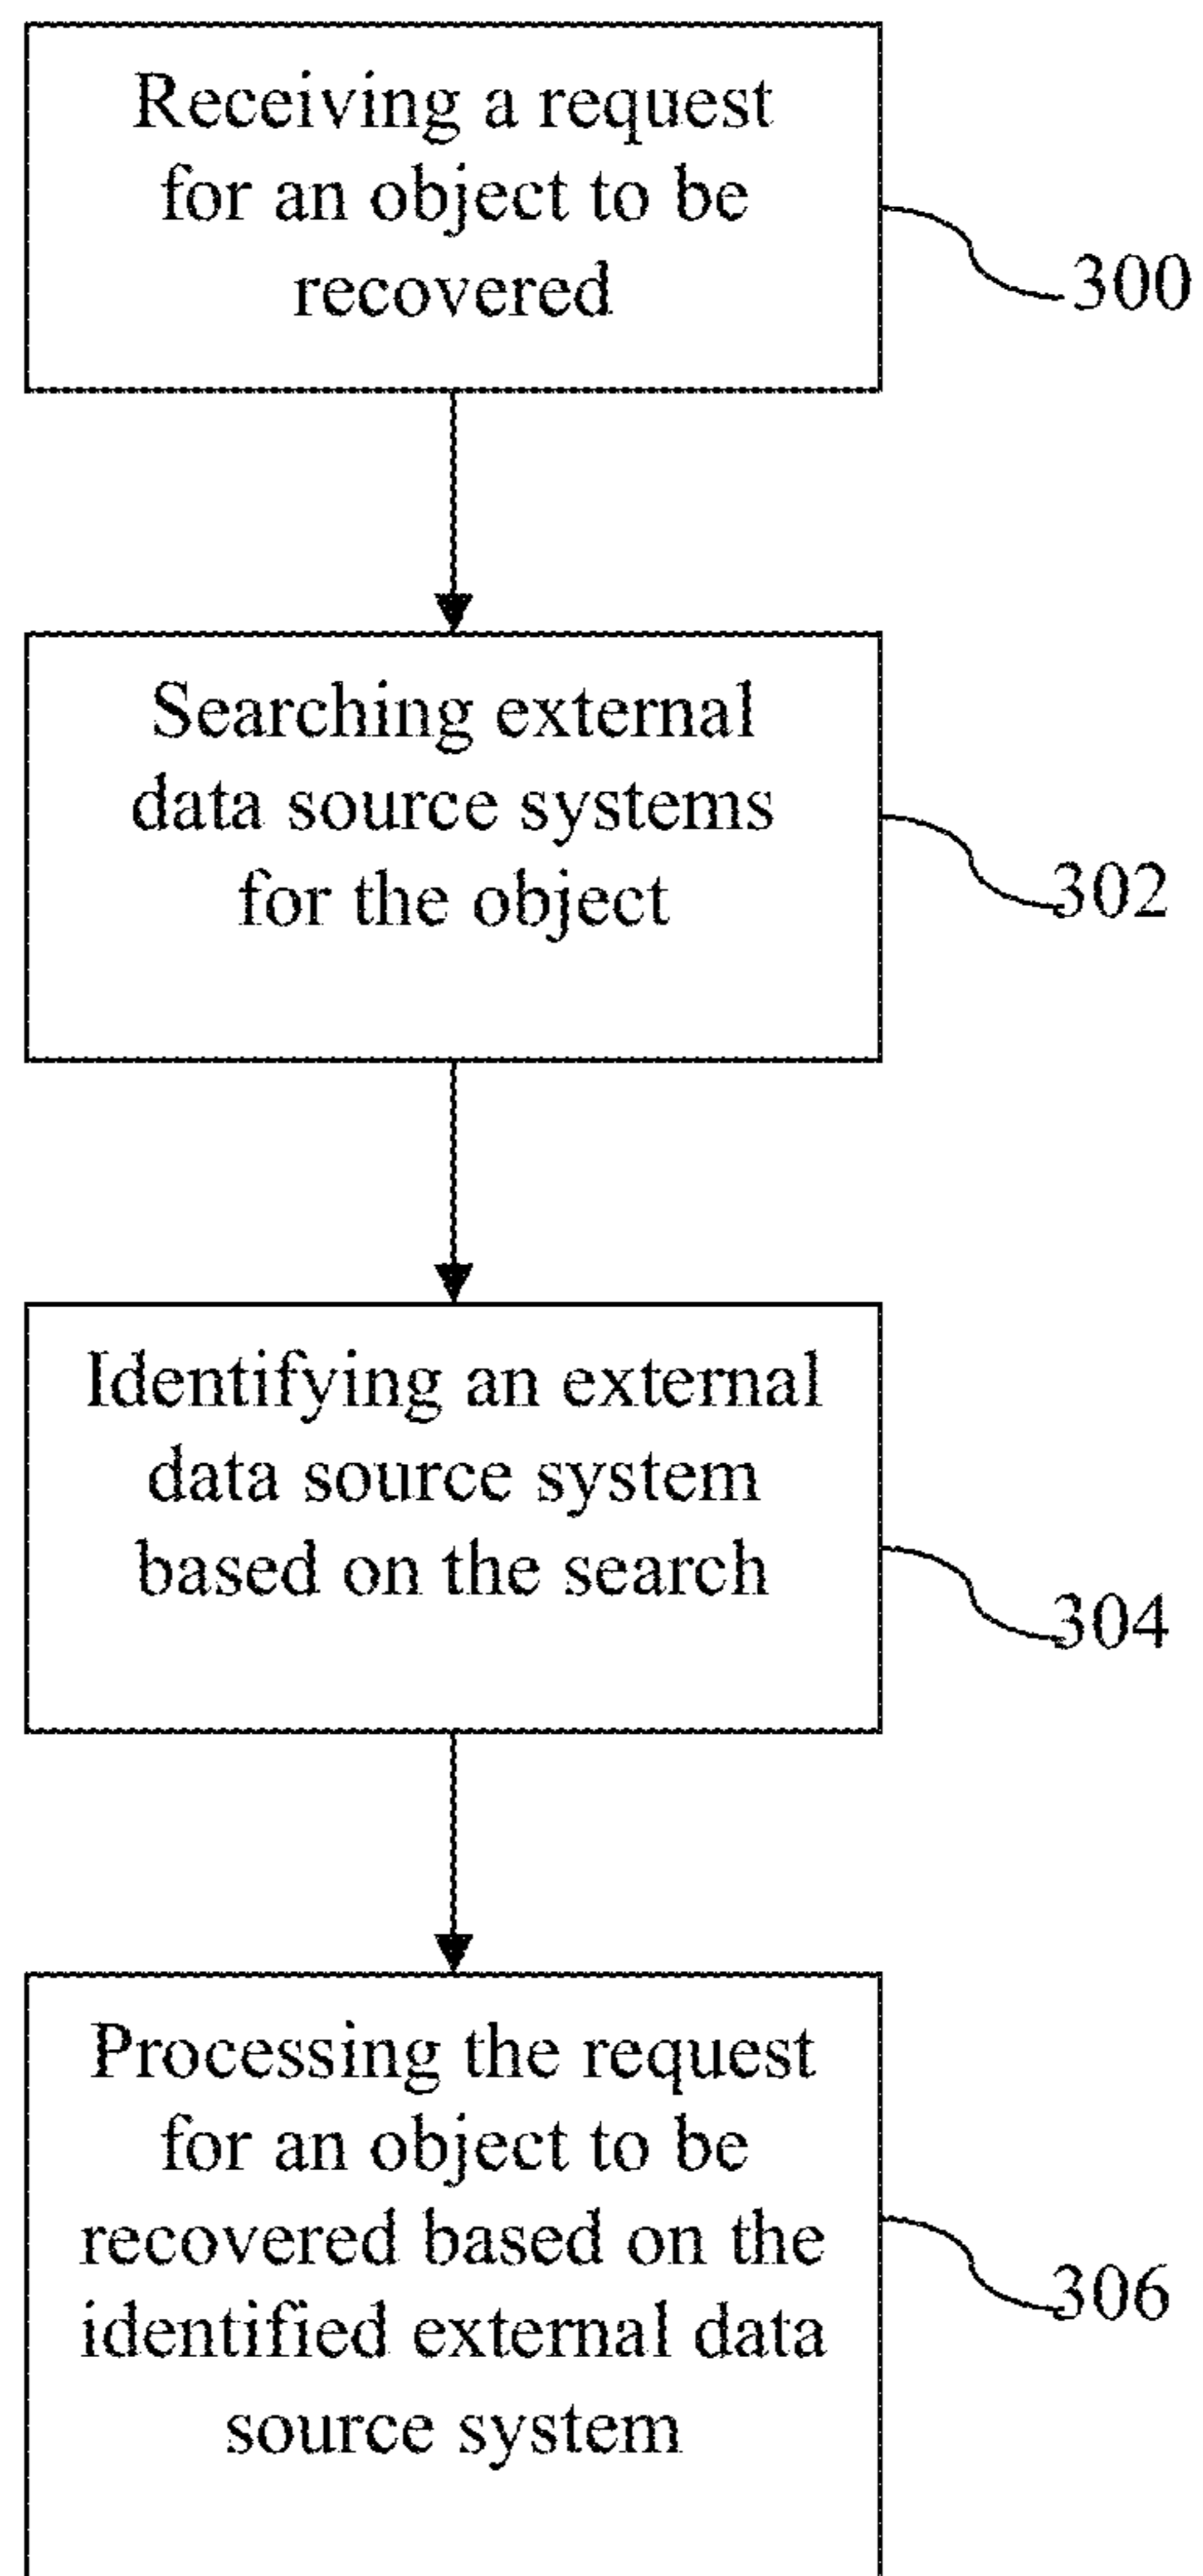 Receiving a request
for an object to be
recovered
300
Searching external
data source systems
for the object
302
Identifying an external
data source system
based on the search
304
Processing the request
for an object to be
recovered based on the
identified external data
source system
306